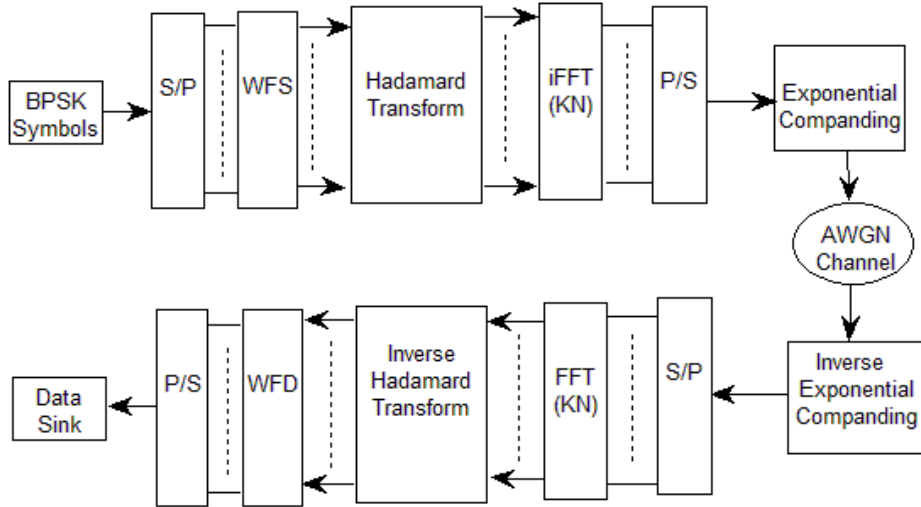 BPSK
Symbols
S/P
WFS
Hadamard
Transform
iFFT
(KN)
P/S
Exponential
Companding
AWGN
Channel
Inverse
Exponential
Companding
S/P
FFT
(KN)
Inverse
Hadamard
Transform
WFD
P/S
Data
Sink